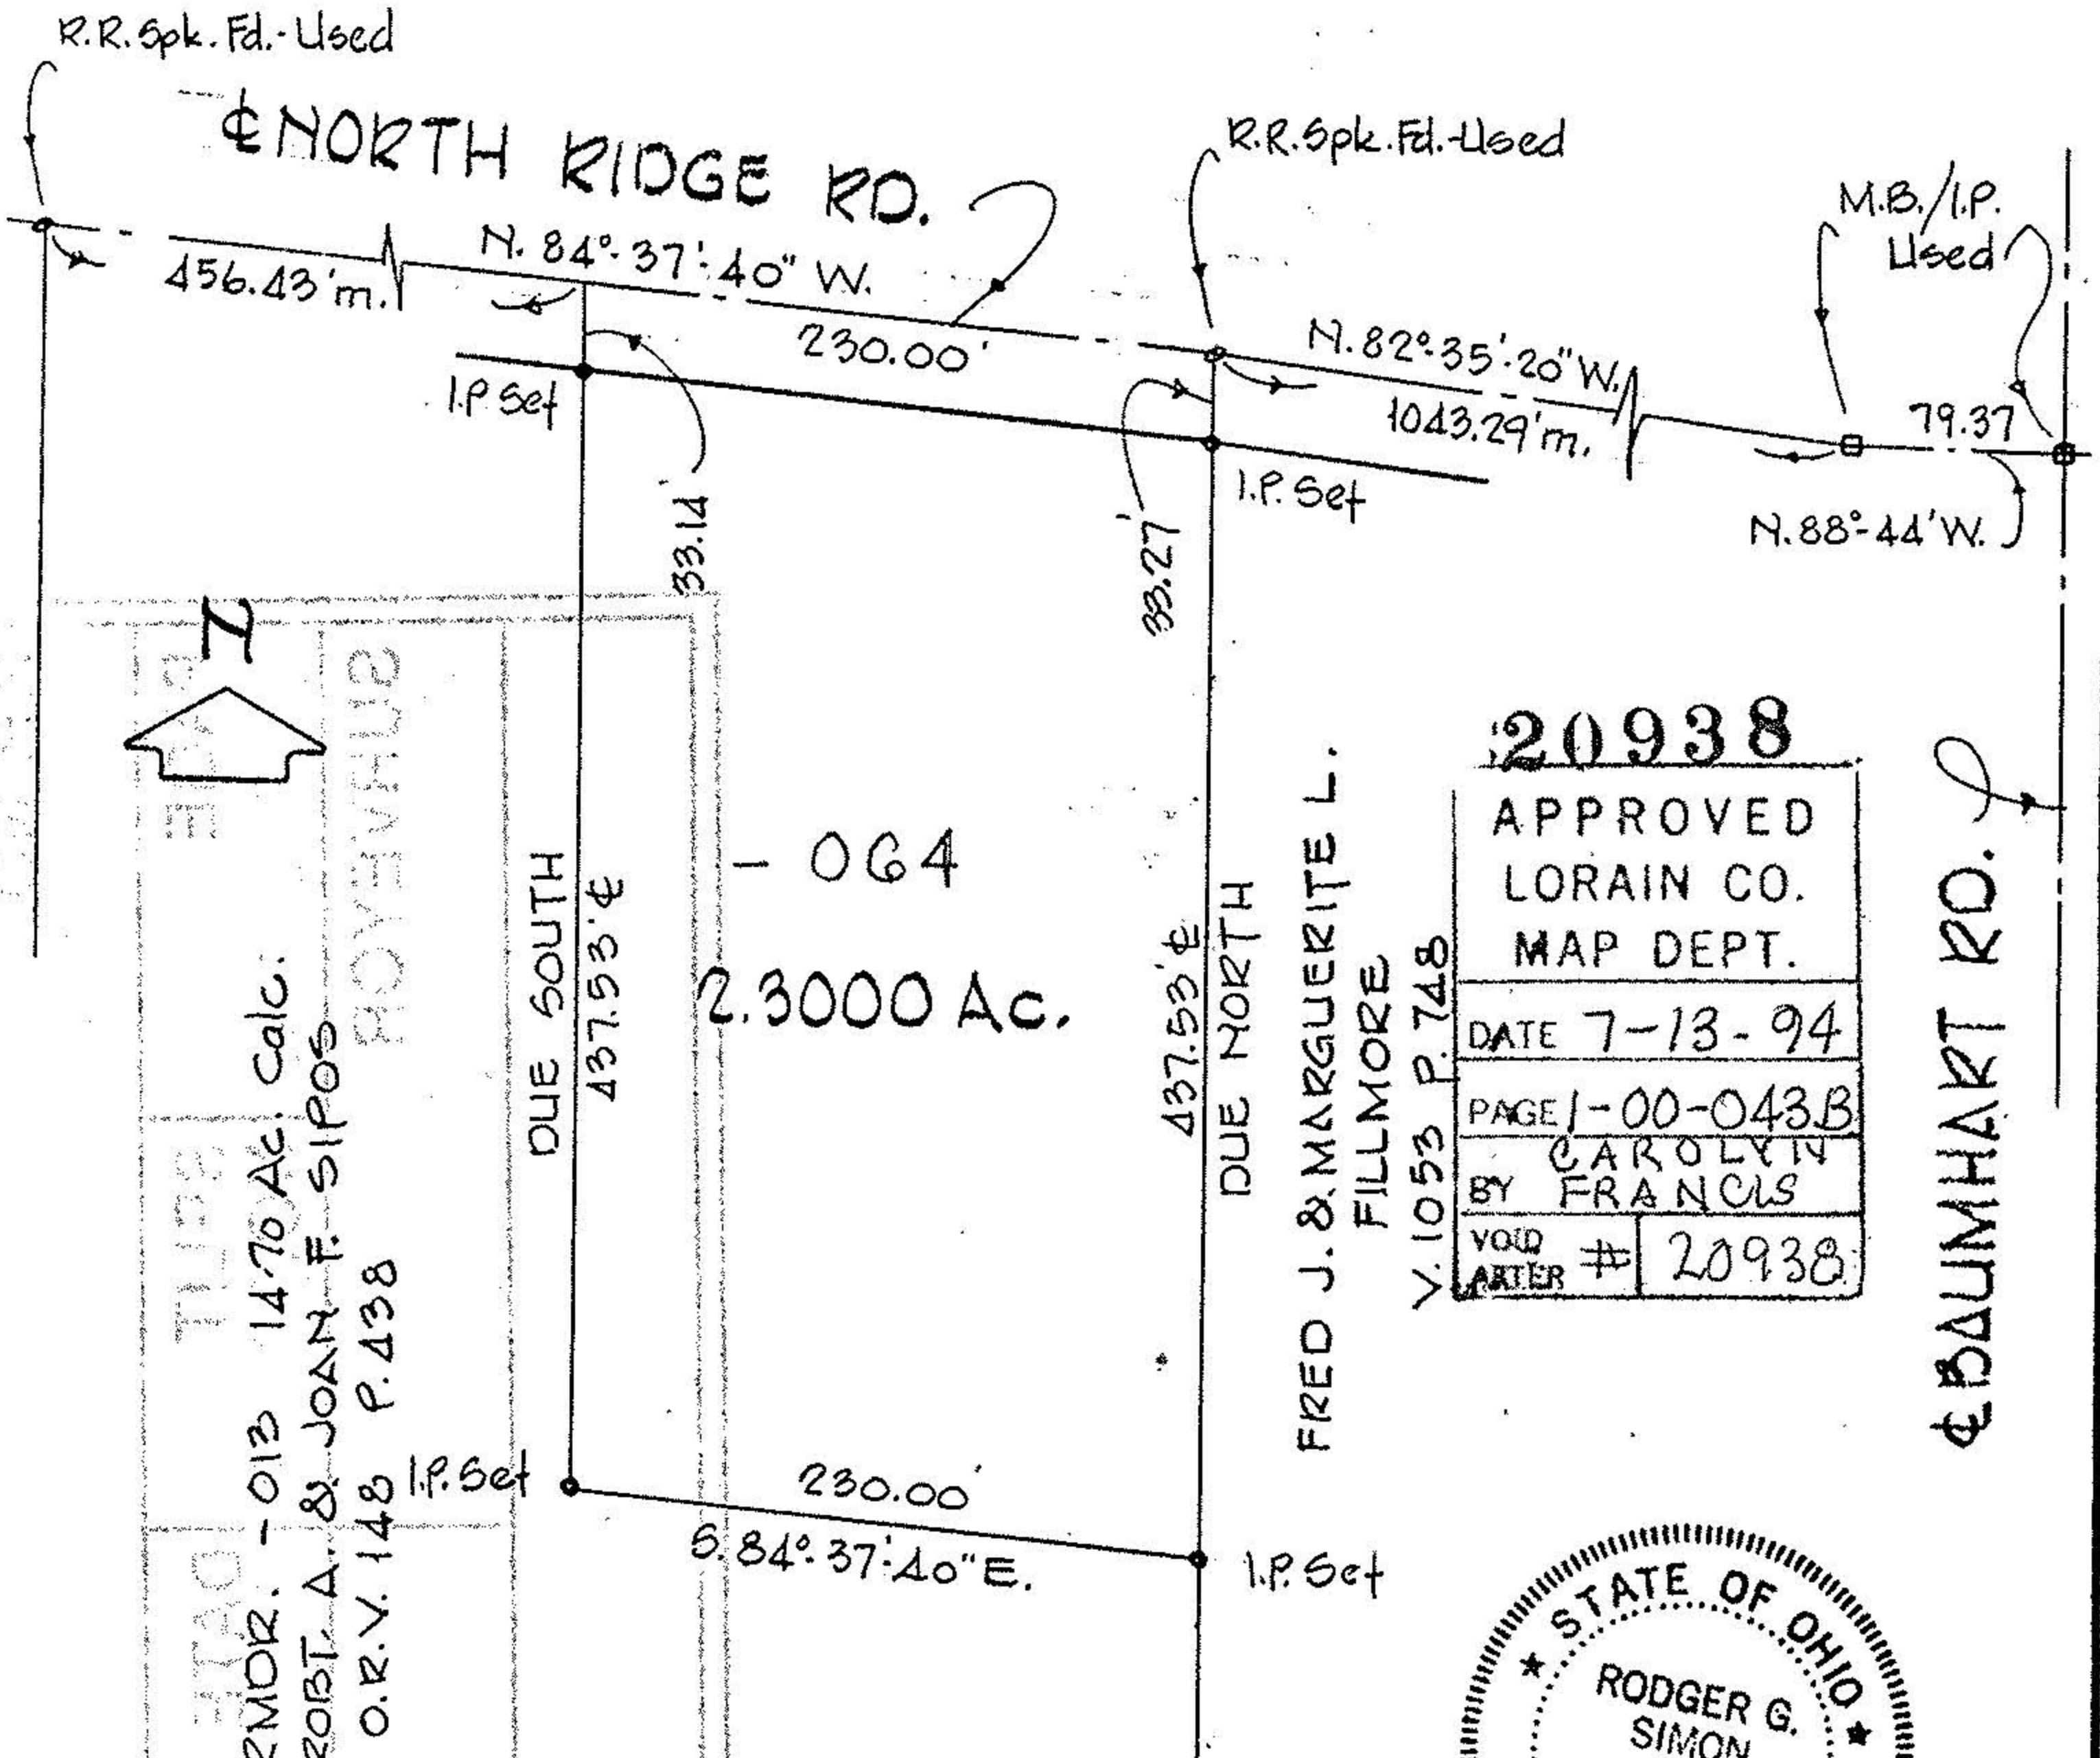 R.R. Spk. Fd.-Used
℄ NORTH RIDGE RD.
R.R. Spk. Fd.-Used
M.B./I.P.
Used
N. 84°-37'-40" W.
456.43'm.
230.00'
N. 82°-35'-20" W.
1043.29'm.
79.37
N. 88°-44' W.
I.P. Set
I.P. Set
33.14'
33.27'
N
- 064
2.3000 Ac.
DUE SOUTH
437.53' ℄
437.53' ℄
DUE NORTH
FRED J. & MARGUERITE L.
FILLMORE
V. 1053 P. 748
20938
APPROVED
LORAIN CO.
MAP DEPT.
DATE 7-13-94
PAGE 1-00-043B
BY CAROLYN
FRANCIS
VOID
AFTER # 20938
℄ BAUMHART RD.
RMOR. -013 14.70 Ac. Calc.
ROBT. A. & JOAN F. SIPOS
O.R.V. 148 P. 438
SURVEYOR
DATE
I.P. Set
230.00'
S. 84°-37'-40" E.
I.P. Set
★ STATE OF OHIO ★
RODGER G.
SIMON